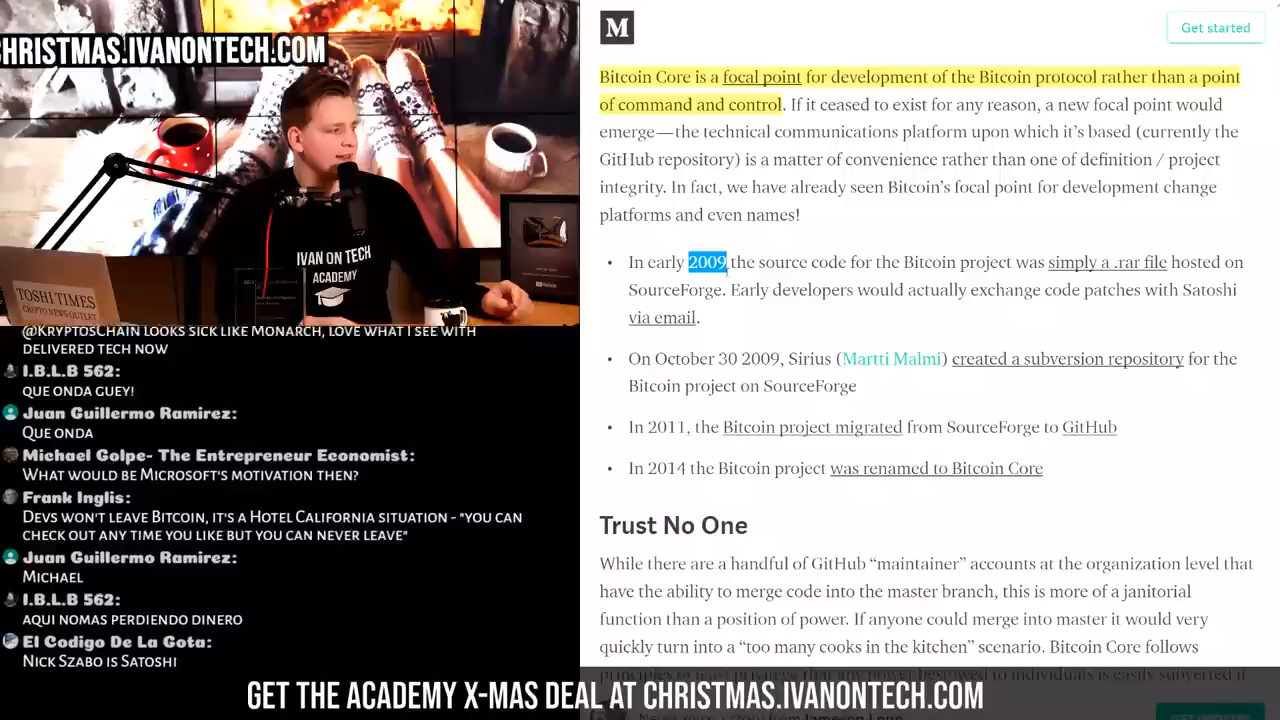 CHRISTMAS.IVANONTECH.COM
IVAN ON TECH
ACADEMY
TOSHI TIMES
CRYPTO NEWS OUTLET
@KRYPTOSCHAIN LOOKS SICK LIKE MONARCH, LOVE WHAT I SEE WITH
DELIVERED TECH NOW
I.B.L.B 562:
QUE ONDA GUEY!
Juan Guillermo Ramirez:
QUE ONDA
Michael Golpe- The Entrepreneur Economist:
WHAT WOULD BE MICROSOFT'S MOTIVATION THEN?
Frank Inglis:
DEVS WON'T LEAVE BITCOIN, IT'S A HOTEL CALIFORNIA SITUATION - "YOU CAN
CHECK OUT ANY TIME YOU LIKE BUT YOU CAN NEVER LEAVE"
Juan Guillermo Ramirez:
MICHAEL
I.B.L.B 562:
AQUI NOMAS PERDIENDO DINERO
El Codigo De La Gota:
NICK SZABO IS SATOSHI
M
Get started
Bitcoin Core is a focal point for development of the Bitcoin protocol rather than a point
of command and control. If it ceased to exist for any reason, a new focal point would
emerge — the technical communications platform upon which it's based (currently the
GitHub repository) is a matter of convenience rather than one of definition / project
integrity. In fact, we have already seen Bitcoin's focal point for development change
platforms and even names!
• In early 2009 the source code for the Bitcoin project was simply a .rar file hosted on
SourceForge. Early developers would actually exchange code patches with Satoshi
via email.
• On October 30 2009, Sirius (Martti Malmi) created a subversion repository for the
Bitcoin project on SourceForge
• In 2011, the Bitcoin project migrated from SourceForge to GitHub
• In 2014 the Bitcoin project was renamed to Bitcoin Core
Trust No One
While there are a handful of GitHub "maintainer" accounts at the organization level that
have the ability to merge code into the master branch, this is more of a janitorial
function than a position of power. If anyone could merge into master it would very
quickly turn into a "too many cooks in the kitchen" scenario. Bitcoin Core follows
GET THE ACADEMY X-MAS DEAL AT CHRISTMAS.IVANONTECH.COM